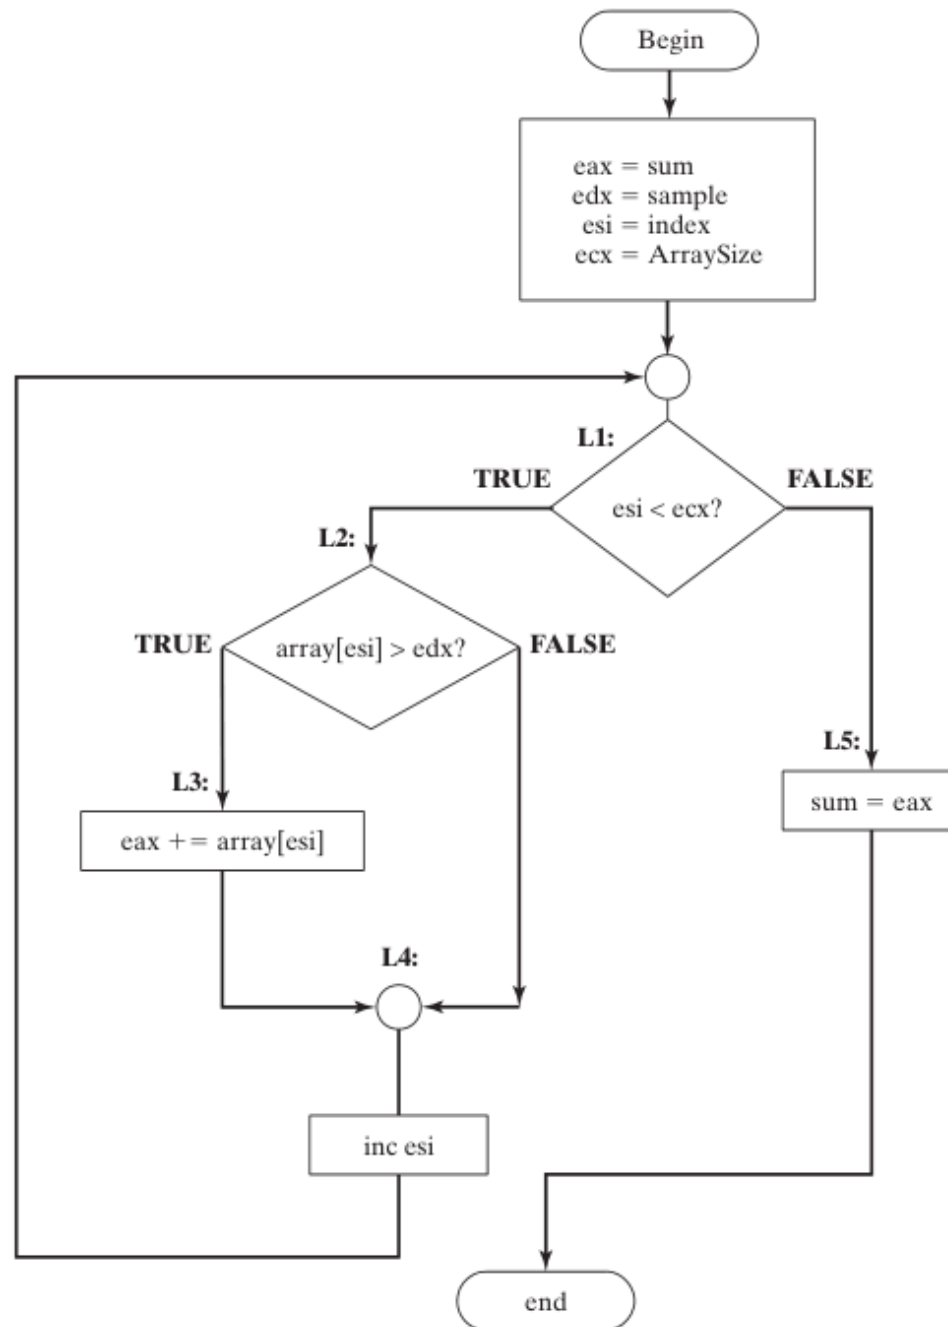 Begin
eax = sum
edx = sample
esi = index
ecx = ArraySize
L1:
TRUE
esi < ecx?
FALSE
L2:
TRUE
array[esi] > edx?
FALSE
L3:
eax += array[esi]
L4:
inc esi
L5:
sum = eax
end